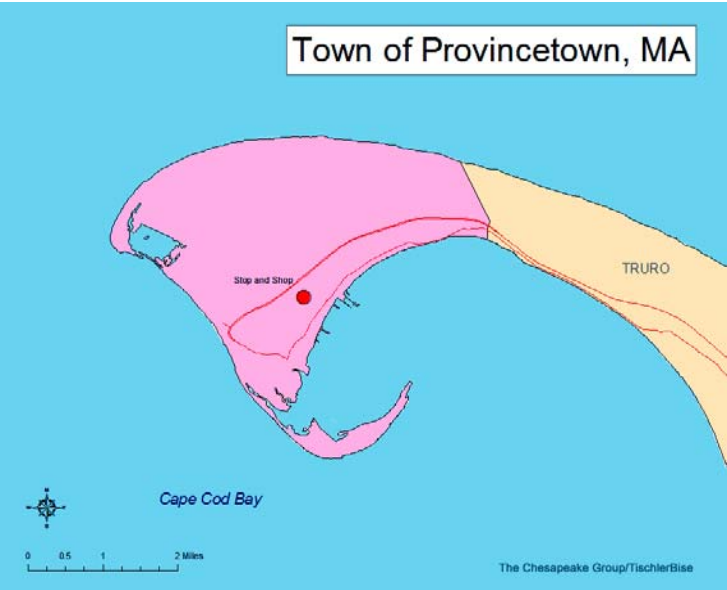 Town of Provincetown, MA
TRURO
Stop and Shop
Cape Cod Bay
0 0.5 1 2 Miles
The Chesapeake Group/TischlerBise